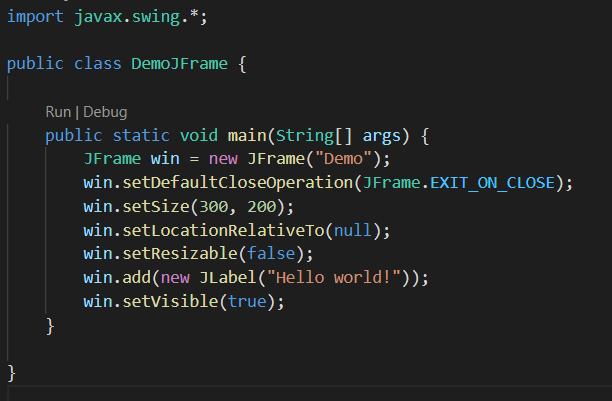 import javax.swing.*;
public class DemoJFrame {
Run | Debug
public static void main(String[] args) {
JFrame win = new JFrame("Demo");
win.setDefaultCloseOperation(JFrame.EXIT_ON_CLOSE);
win.setSize(300, 200);
win.setLocationRelativeTo(null);
win.setResizable(false);
win.add(new JLabel("Hello world!"));
win.setVisible(true);
}
}